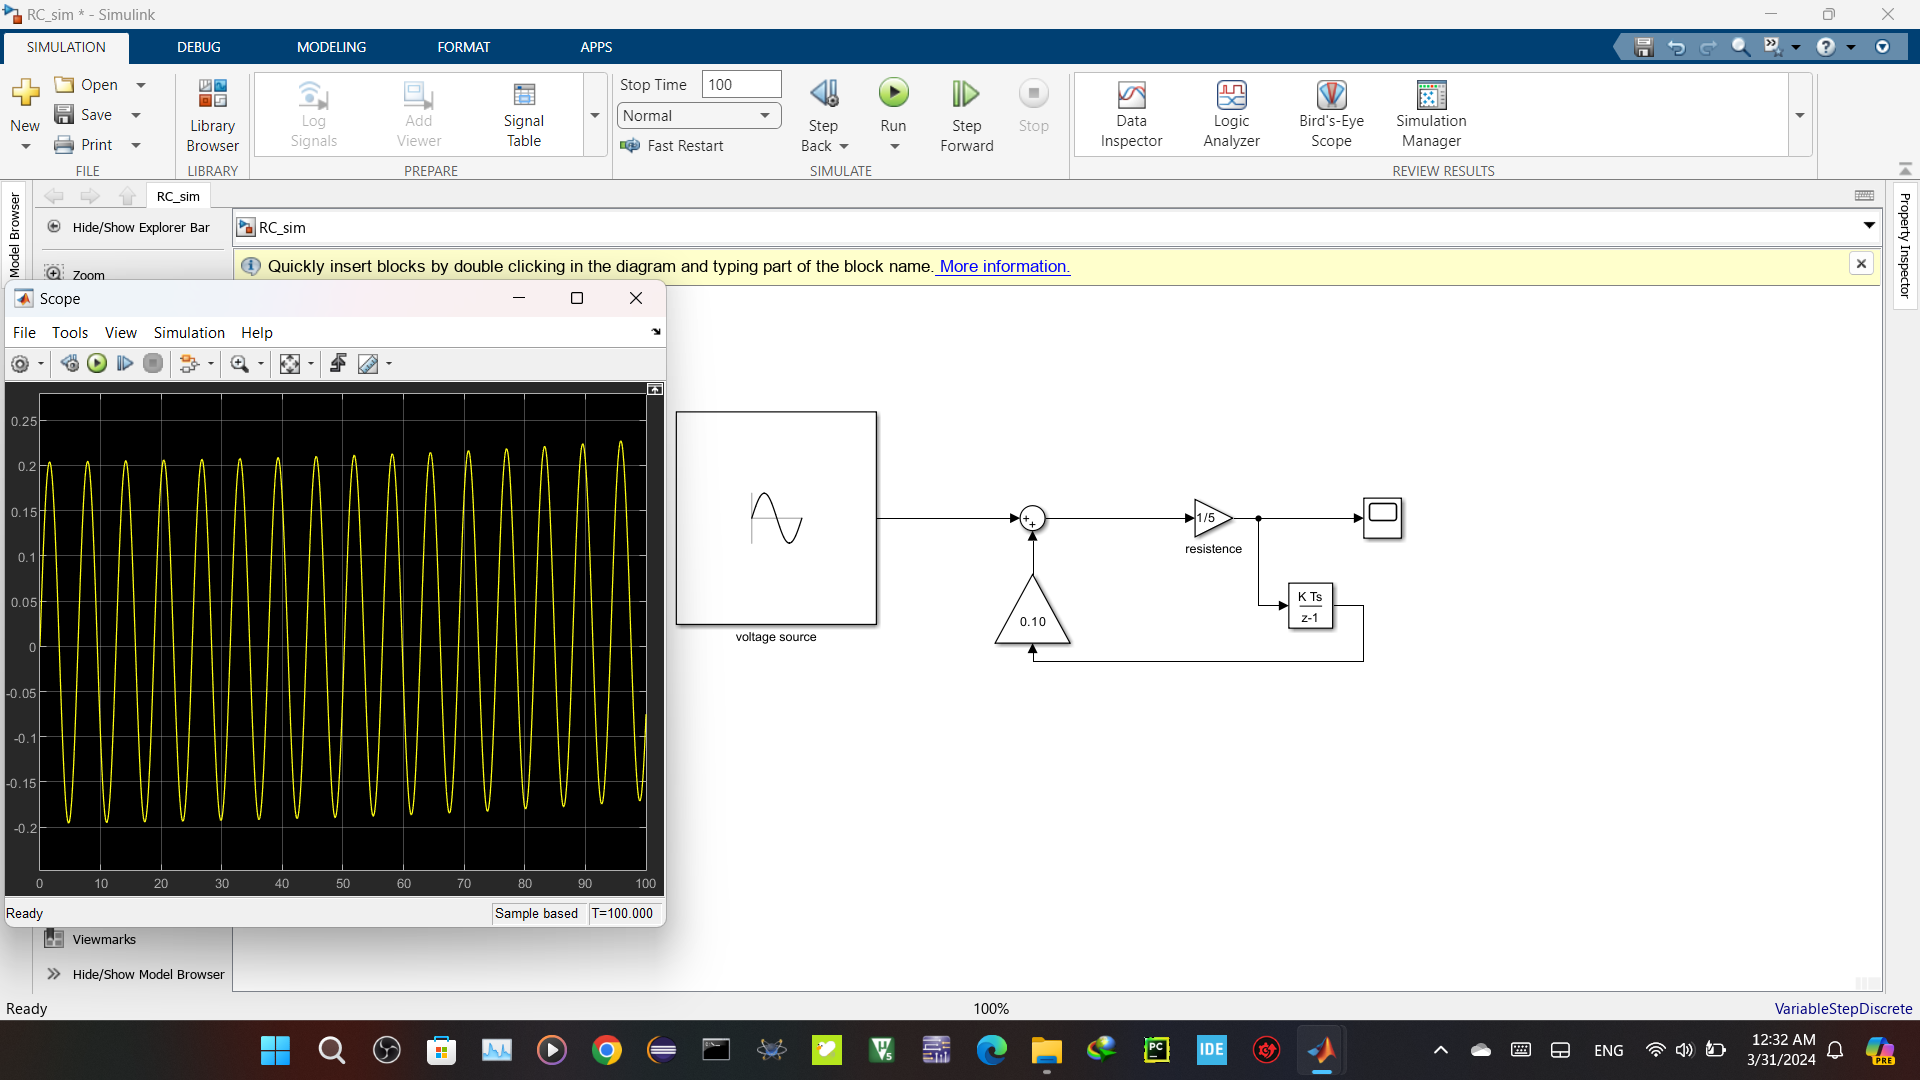 RC_sim * - Simulink
SIMULATION DEBUG MODELING FORMAT APPS
New
Open
Save
Print
FILE
Library Browser
LIBRARY
Log Signals
Add Viewer
Signal Table
PREPARE
Stop Time 100
Normal
Fast Restart
Step Back
Run
Step Forward
Stop
SIMULATE
Data Inspector
Logic Analyzer
Bird's-Eye Scope
Simulation Manager
REVIEW RESULTS
Model Browser
RC_sim
Hide/Show Explorer Bar
RC_sim
Property Inspector
Zoom
Quickly insert blocks by double clicking in the diagram and typing part of the block name. More information.
Scope
File Tools View Simulation Help
0.25
0.2
0.15
0.1
0.05
0
-0.05
-0.1
-0.15
-0.2
0 10 20 30 40 50 60 70 80 90 100
Ready Sample based T=100.000
voltage source
++
1/5
resistence
K Ts
z-1
0.10
Viewmarks
Hide/Show Model Browser
Ready 100% VariableStepDiscrete
PC
IDE
ENG
12:32 AM
3/31/2024
PRE